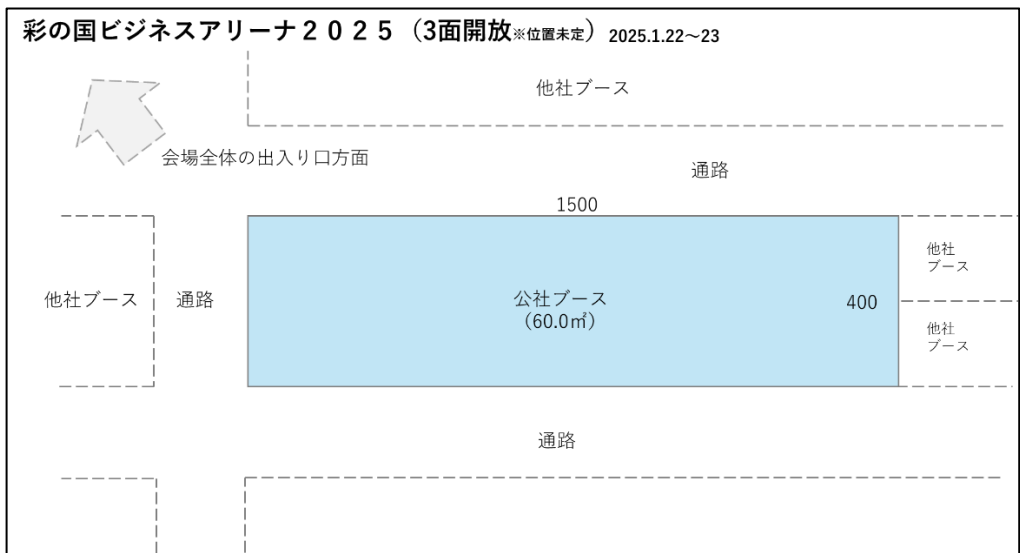 彩の国ビジネスアリーナ２０２５（3面開放※位置未定）2025.1.22～23
他社ブース
会場全体の出入り口方面
通路
1500
他社ブース
通路
公社ブース
（60.0㎡）
400
他社
ブース
他社
ブース
通路